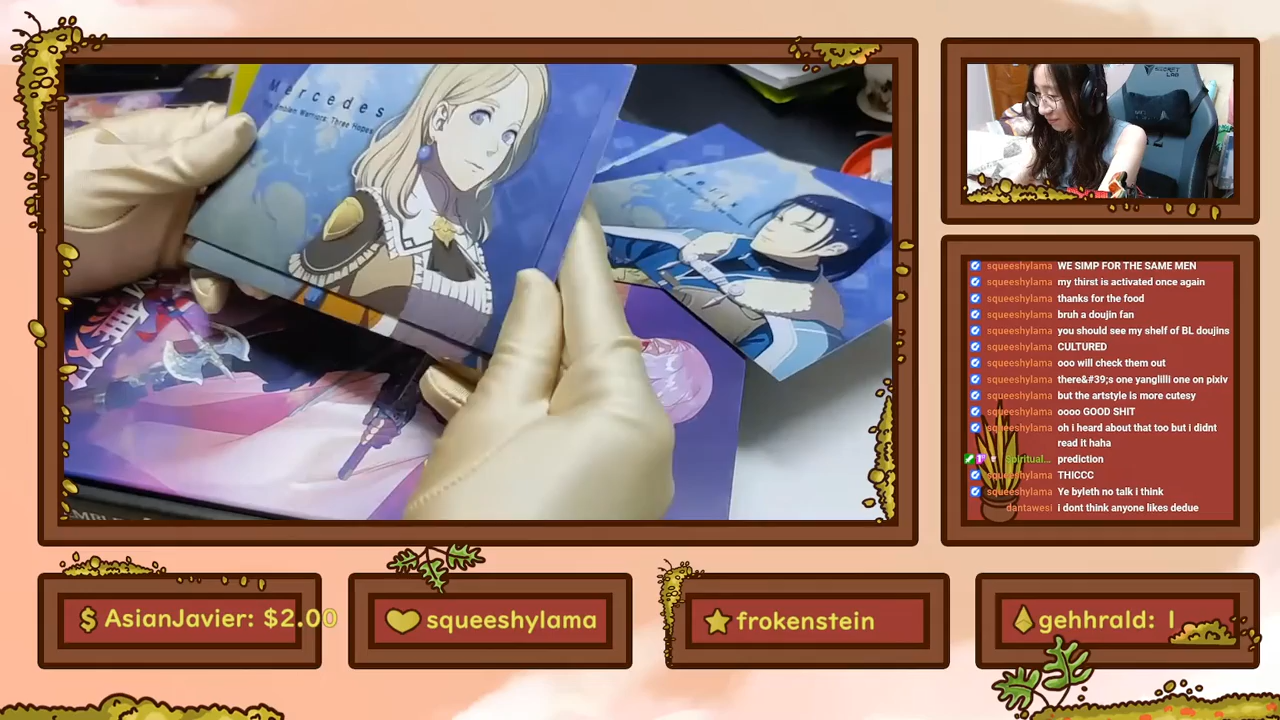 Mercedes
Three Hopes
SECRET
LAB
squeeshylama WE SIMP FOR THE SAME MEN
squeeshylama my thirst is activated once again
squeeshylama thanks for the food
squeeshylama bruh a doujin fan
squeeshylama you should see my shelf of BL doujins
squeeshylama CULTURED
squeeshylama ooo will check them out
squeeshylama there&#39;s one yanglilli one on pixiv
squeeshylama but the artstyle is more cutesy
squeeshylama oooo GOOD SHIT
squeeshylama oh i heard about that too but i didnt
read it haha
Spiritual... prediction
squeeshylama THICCC
squeeshylama Ye byleth no talk i think
dantawesi i dont think anyone likes dedue
$ AsianJavier: $2.00
squeeshylama
frokenstein
gehhrald: 1